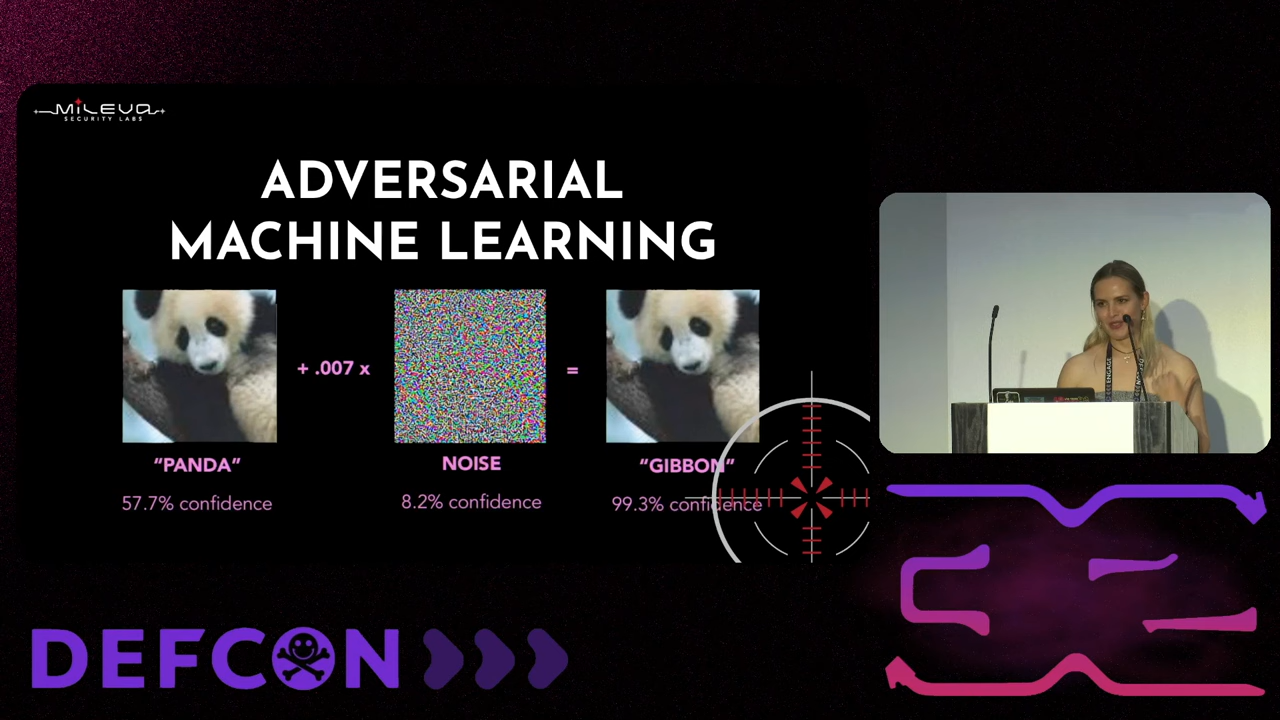 MILEVA
SECURITY LABS
ADVERSARIAL
MACHINE LEARNING
+ .007 x
=
“PANDA”
NOISE
“GIBBON”
57.7% confidence
8.2% confidence
99.3% confidence
ENGAGE
DEFCON